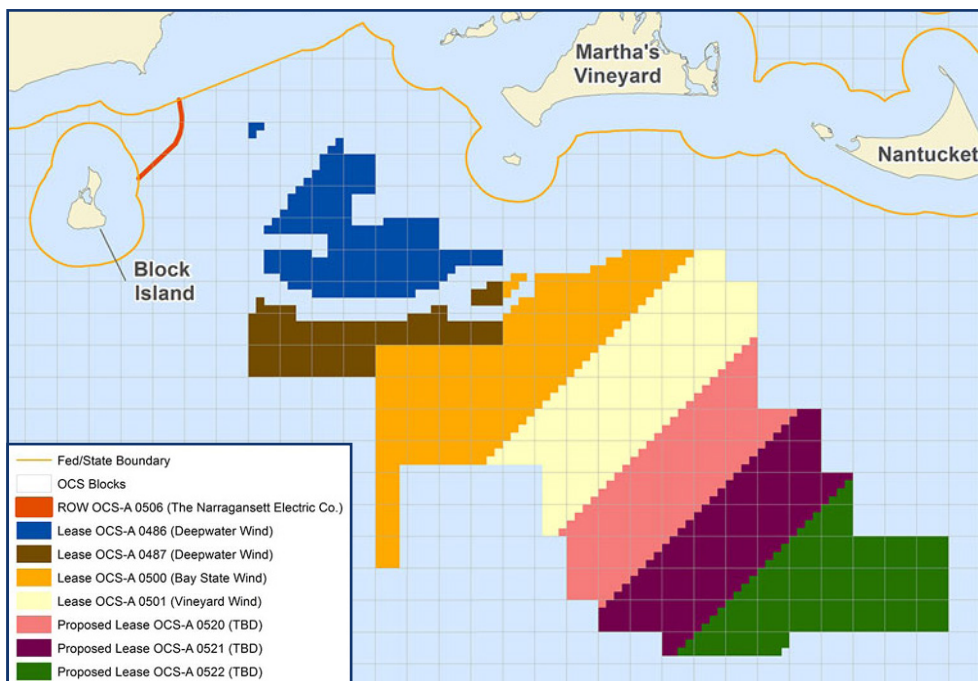 Martha's
Vineyard
Nantucket
Block
Island
Fed/State Boundary
OCS Blocks
ROW OCS-A 0506 (The Narragansett Electric Co.)
Lease OCS-A 0486 (Deepwater Wind)
Lease OCS-A 0487 (Deepwater Wind)
Lease OCS-A 0500 (Bay State Wind)
Lease OCS-A 0501 (Vineyard Wind)
Proposed Lease OCS-A 0520 (TBD)
Proposed Lease OCS-A 0521 (TBD)
Proposed Lease OCS-A 0522 (TBD)